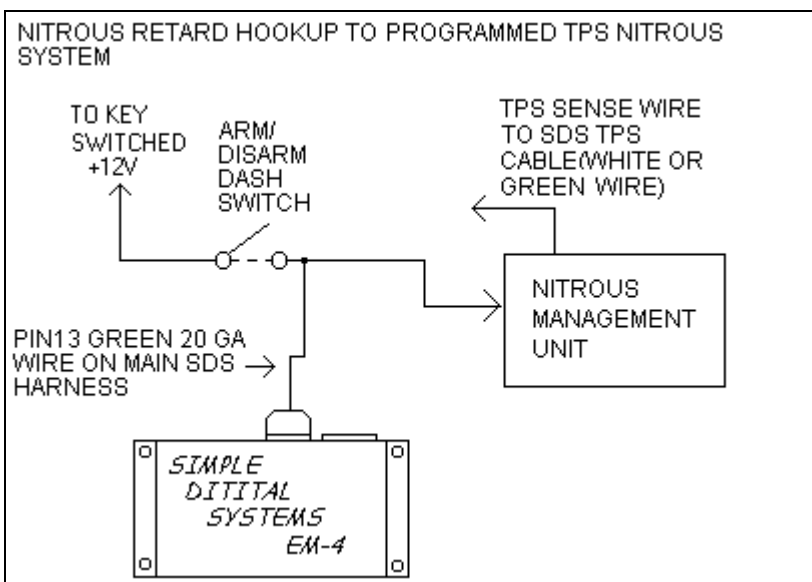 NITROUS RETARD HOOKUP TO PROGRAMMED TPS NITROUS
SYSTEM
TO KEY
SWITCHED
+12V
ARM/
DISARM
DASH
SWITCH
TPS SENSE WIRE
TO SDS TPS
CABLE(WHITE OR
GREEN WIRE)
NITROUS
MANAGEMENT
UNIT
PIN13 GREEN 20 GA
WIRE ON MAIN SDS
HARNESS
SIMPLE
DITITAL
SYSTEMS
EM-4